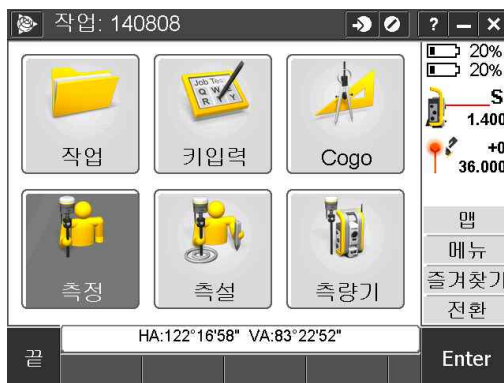 작업: 140808
?
20%
20%
S
1.400
+0
36.000
Job Te
Q W
R T Y
작업
키입력
Cogo
측정
측설
측량기
맵
메뉴
즐겨찾기
전환
HA:122°16'58" VA:83°22'52"
끝
Enter